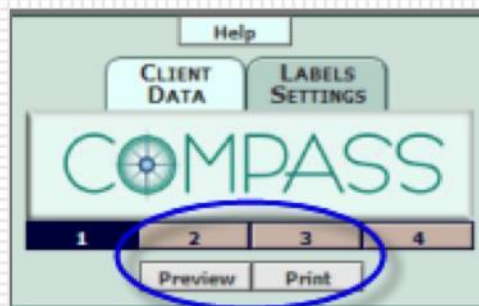 Help
CLIENT DATA LABELS SETTINGS
COMPASS
1 2 3 4
Preview Print